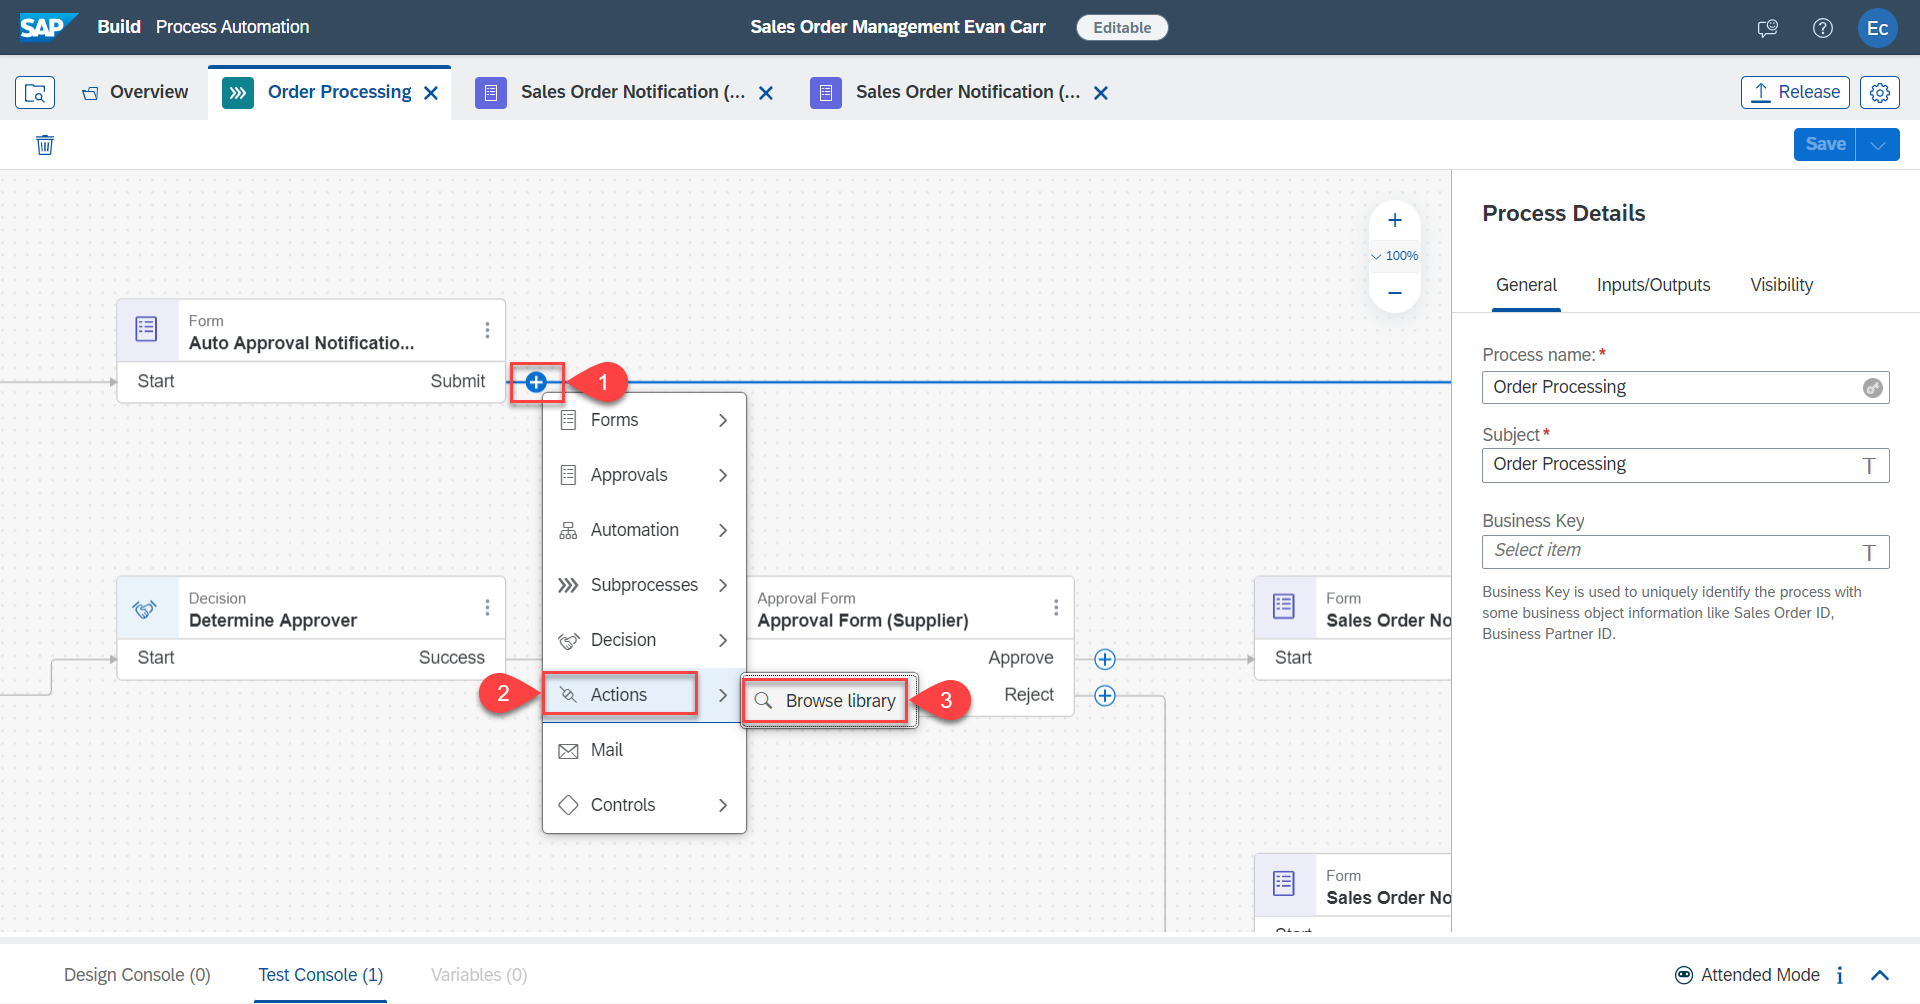 SAP Build Process Automation
Sales Order Management Evan Carr
Editable
Ec
Overview
Order Processing
Sales Order Notification (...
Sales Order Notification (...
Release
Save
100%
Form
Auto Approval Notificatio...
Start
Submit
1
Forms
Approvals
Automation
Subprocesses
Decision
Actions
Mail
Controls
2
Browse library
3
Decision
Determine Approver
Start
Success
Approval Form
Approval Form (Supplier)
Approve
Reject
Form
Sales Order No
Start
Form
Sales Order No
Start
Process Details
General
Inputs/Outputs
Visibility
Process name:*
Order Processing
Subject*
Order Processing
T
Business Key
Select item
T
Business Key is used to uniquely identify the process with
some business object information like Sales Order ID,
Business Partner ID.
Design Console (0)
Test Console (1)
Variables (0)
Attended Mode
i